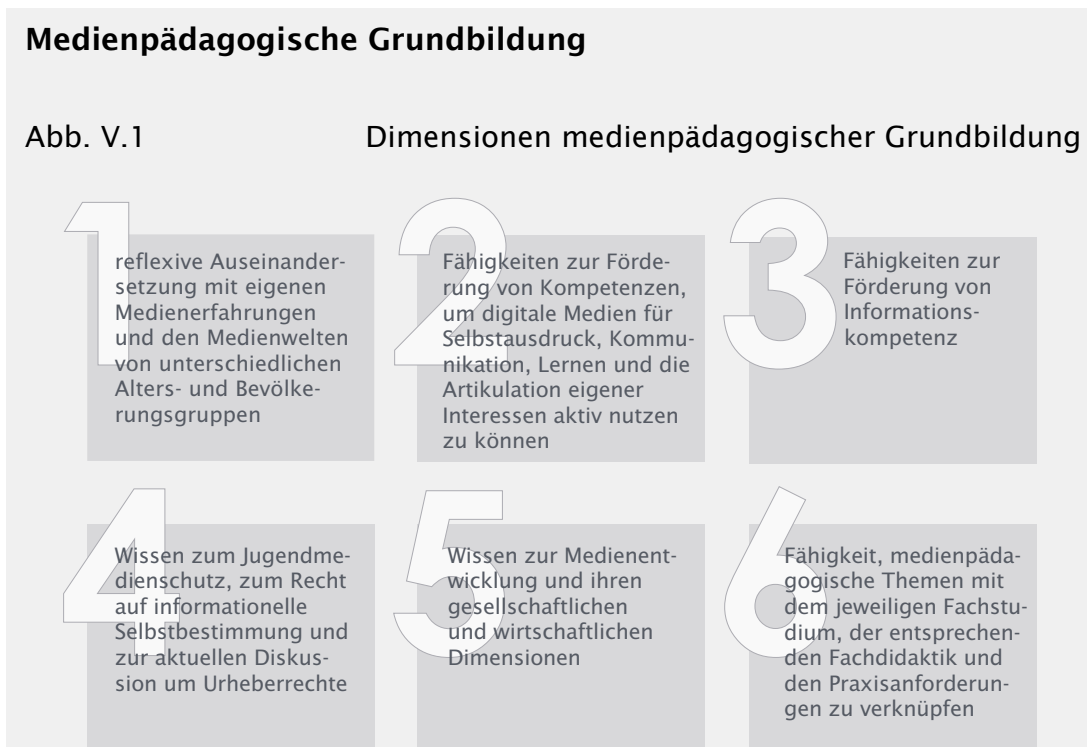 Medienpädagogische Grundbildung
Abb. V.1 Dimensionen medienpädagogischer Grundbildung
1
reflexive Auseinander-
setzung mit eigenen
Medienerfahrungen
und den Medienwelten
von unterschiedlichen
Alters- und Bevölke-
rungsgruppen
2
Fähigkeiten zur Förde-
rung von Kompetenzen,
um digitale Medien für
Selbstausdruck, Kommu-
nikation, Lernen und die
Artikulation eigener
Interessen aktiv nutzen
zu können
3
Fähigkeiten zur
Förderung von
Informations-
kompetenz
4
Wissen zum Jugendme-
dienschutz, zum Recht
auf informationelle
Selbstbestimmung und
zur aktuellen Diskus-
sion um Urheberrechte
5
Wissen zur Medienent-
wicklung und ihren
gesellschaftlichen
und wirtschaftlichen
Dimensionen
6
Fähigkeit, medienpäda-
gogische Themen mit
dem jeweiligen Fachstu-
dium, der entsprechen-
den Fachdidaktik und
den Praxisanforderun-
gen zu verknüpfen